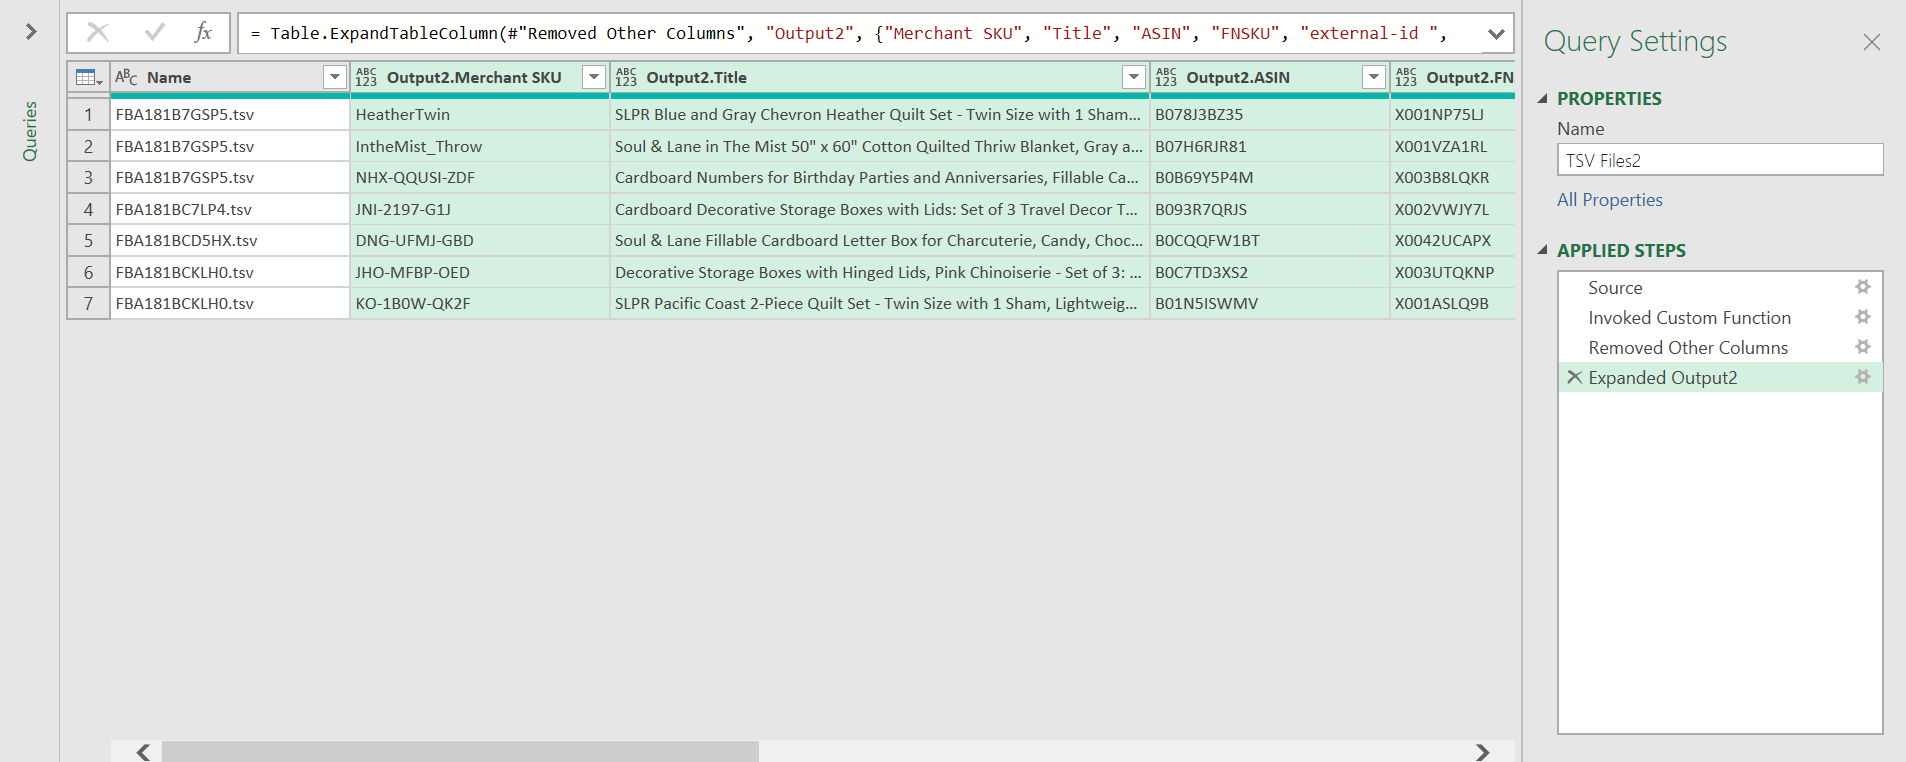 fx = Table.ExpandTableColumn(#"Removed Other Columns", "Output2", {"Merchant SKU", "Title", "ASIN", "FNSKU", "external-id ",
Queries
ABC Name ABC 123 Output2.Merchant SKU ABC 123 Output2.Title ABC 123 Output2.ASIN ABC 123 Output2.FN
1 FBA181B7GSP5.tsv HeatherTwin SLPR Blue and Gray Chevron Heather Quilt Set - Twin Size with 1 Sham... B078J3BZ35 X001NP75LJ
2 FBA181B7GSP5.tsv IntheMist_Throw Soul & Lane in The Mist 50" x 60" Cotton Quilted Thriw Blanket, Gray a... B07H6RJR81 X001VZA1RL
3 FBA181B7GSP5.tsv NHX-QQUSI-ZDF Cardboard Numbers for Birthday Parties and Anniversaries, Fillable Ca... B0B69Y5P4M X003B8LQKR
4 FBA181BC7LP4.tsv JNI-2197-G1J Cardboard Decorative Storage Boxes with Lids: Set of 3 Travel Decor T... B093R7QRJS X002VWJY7L
5 FBA181BCD5HX.tsv DNG-UFMJ-GBD Soul & Lane Fillable Cardboard Letter Box for Charcuterie, Candy, Choc... B0CQQFW1BT X0042UCAPX
6 FBA181BCKLH0.tsv JHO-MFBP-OED Decorative Storage Boxes with Hinged Lids, Pink Chinoiserie - Set of 3: ... B0C7TD3XS2 X003UTQKNP
7 FBA181BCKLH0.tsv KO-1B0W-QK2F SLPR Pacific Coast 2-Piece Quilt Set - Twin Size with 1 Sham, Lightweig... B01N5ISWMV X001ASLQ9B
Query Settings
PROPERTIES
Name
TSV Files2
All Properties
APPLIED STEPS
Source
Invoked Custom Function
Removed Other Columns
Expanded Output2